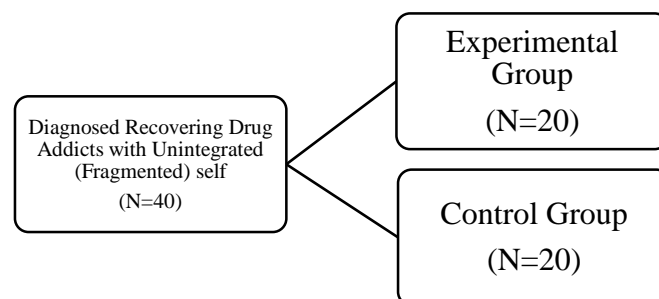 Diagnosed Recovering Drug
Addicts with Unintegrated
(Fragmented) self
(N=40)
Experimental
Group
(N=20)
Control Group
(N=20)